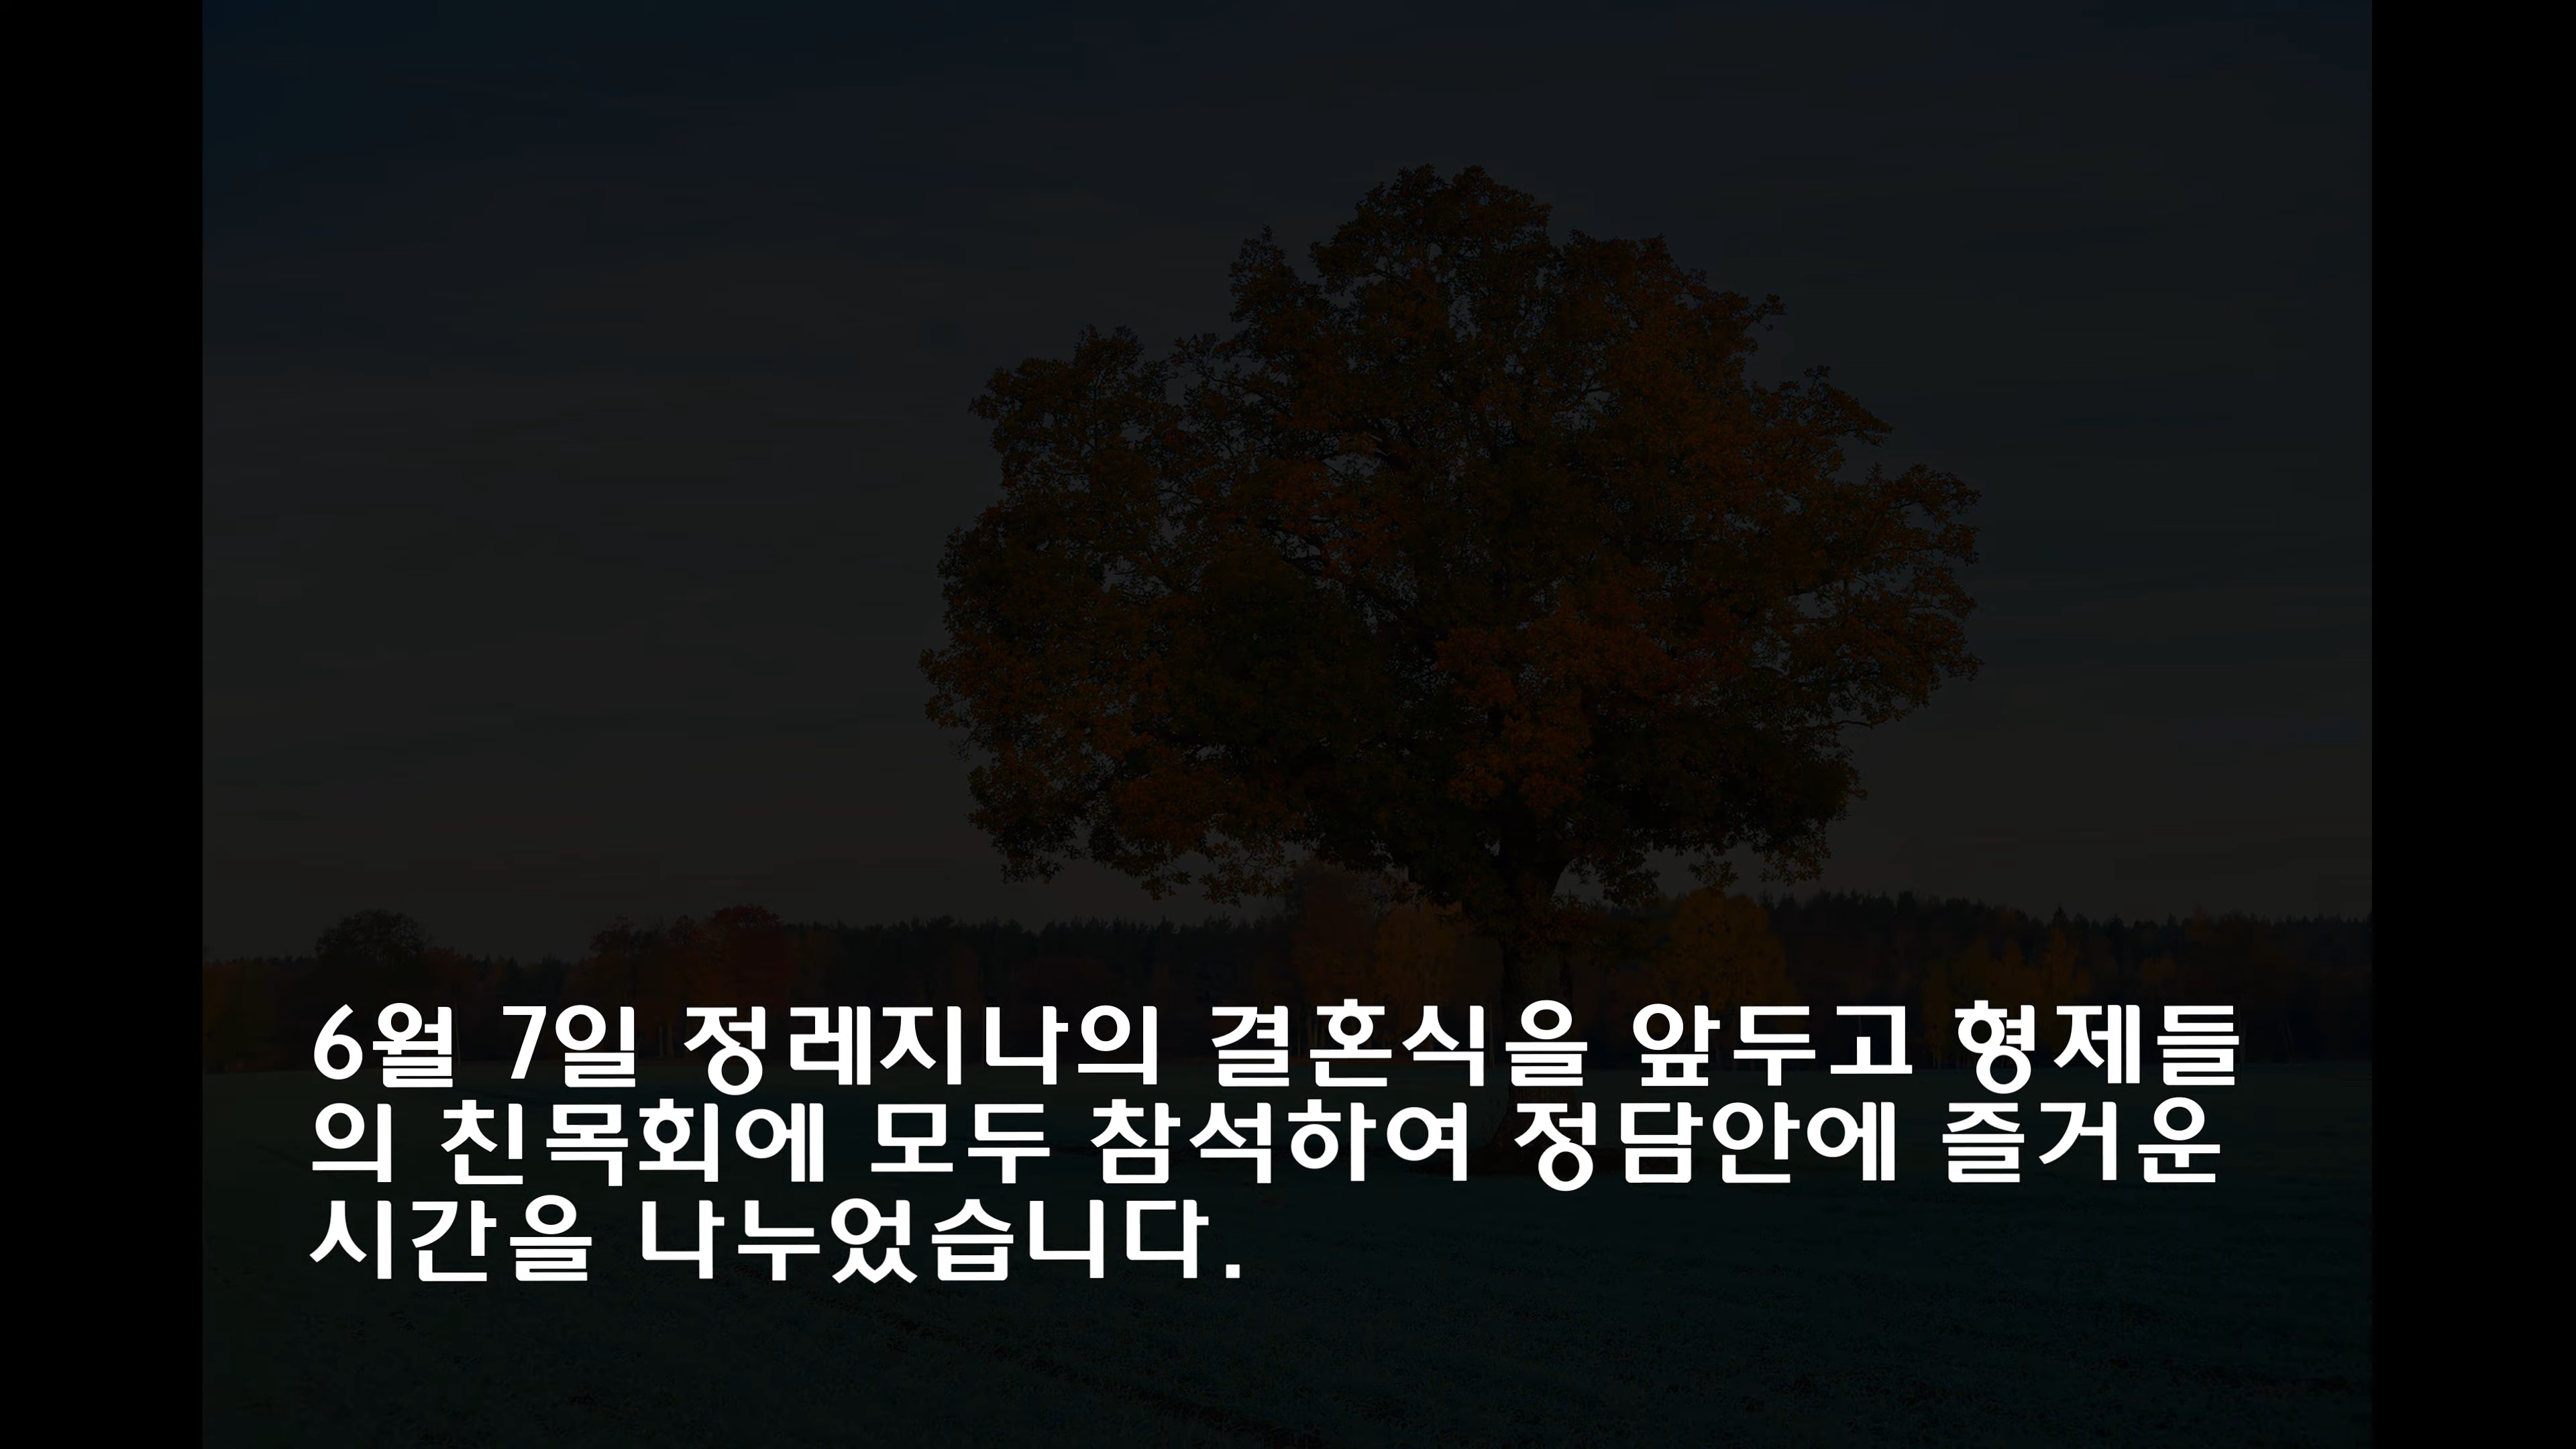 6월 7일 정레지나의 결혼식을 앞두고 형제들
의 친목회에 모두 참석하여 정담안에 즐거운
시간을 나누었습니다.